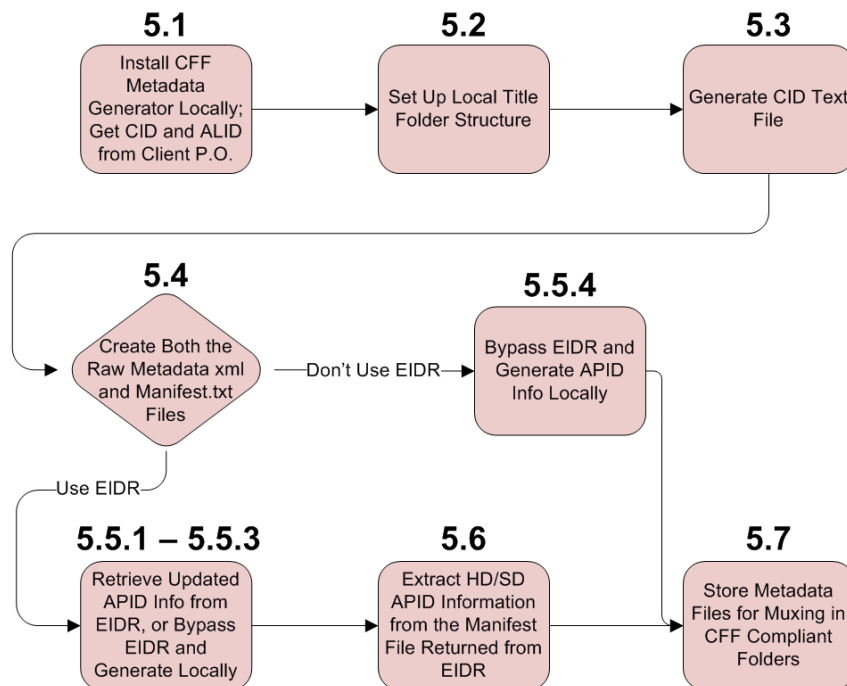 5.1
Install CFF
Metadata
Generator Locally;
Get CID and ALID
from Client P.O.
5.2
Set Up Local Title
Folder Structure
5.3
Generate CID Text
File
5.4
Create Both the
Raw Metadata xml
and Manifest.txt
Files
Don't Use EIDR
5.5.4
Bypass EIDR and
Generate APID
Info Locally
Use EIDR
5.5.1 – 5.5.3
Retrieve Updated
APID Info from
EIDR, or Bypass
EIDR and
Generate Locally
5.6
Extract HD/SD
APID Information
from the Manifest
File Returned from
EIDR
5.7
Store Metadata
Files for Muxing in
CFF Compliant
Folders